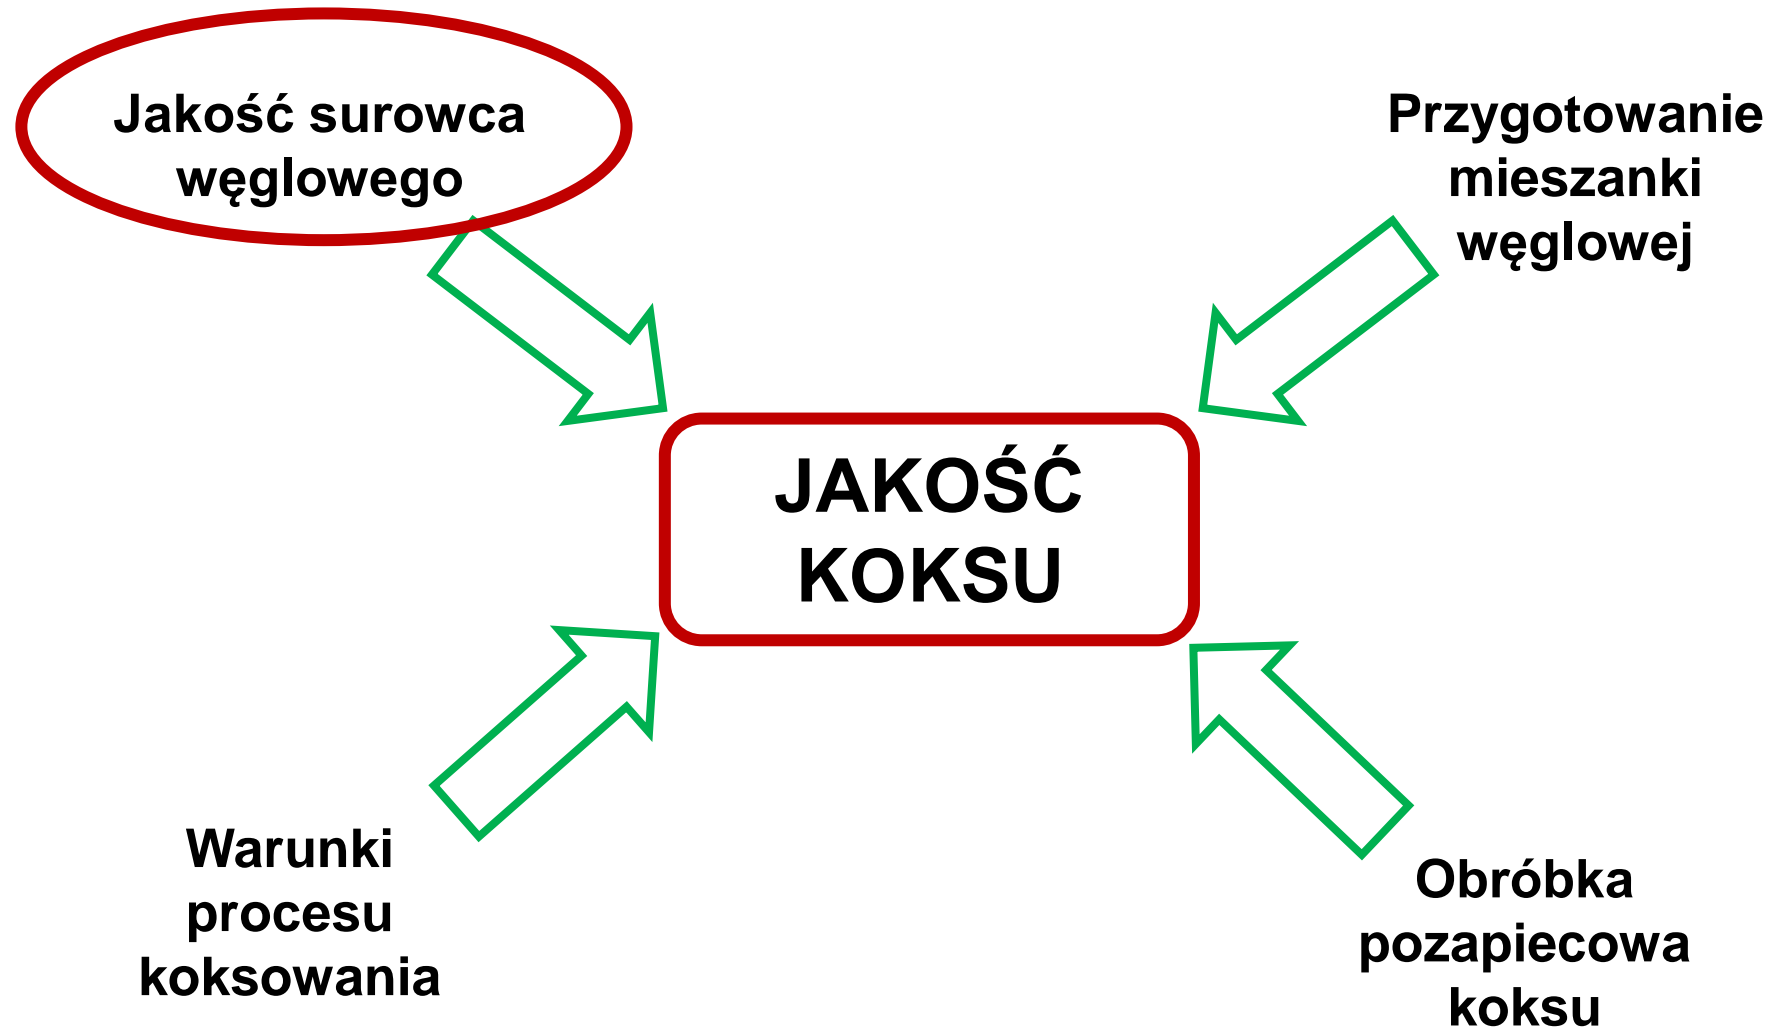 Jakość surowca
węglowego
Przygotowanie
mieszanki
węglowej
JAKOŚĆ
KOKSU
Warunki
procesu
koksowania
Obróbka
pozapiecowa
koksu